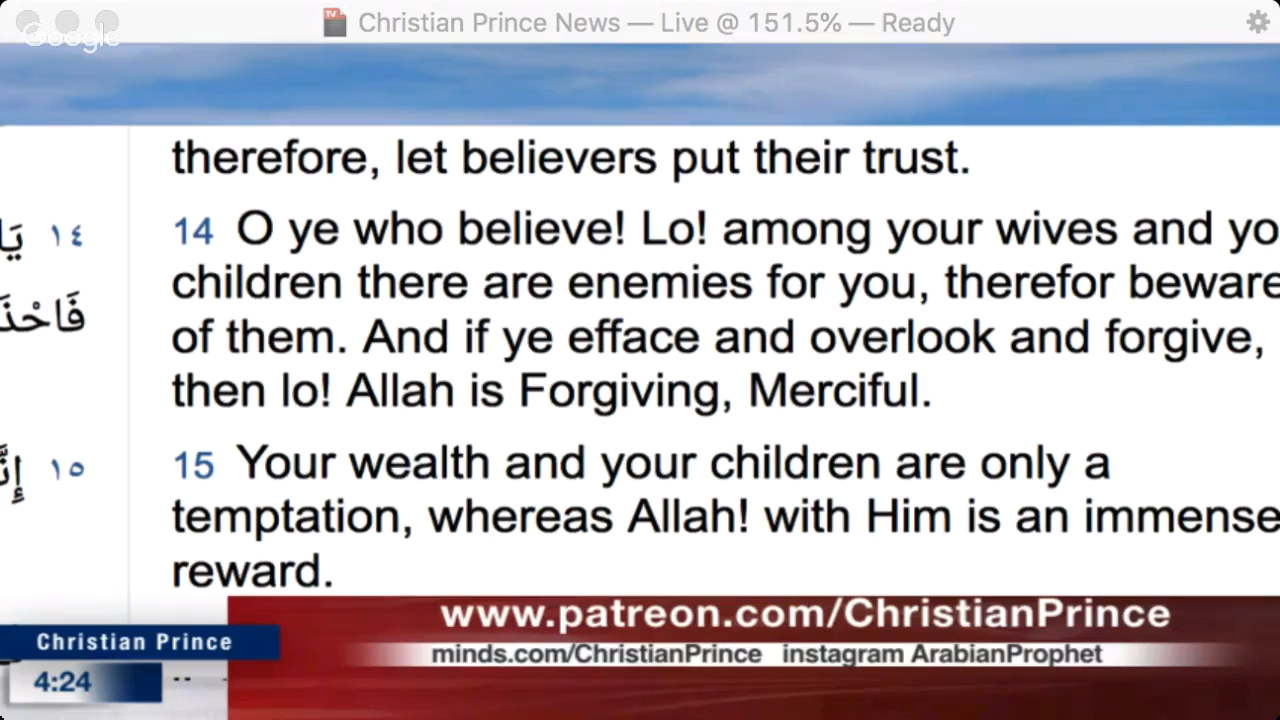 Google
Christian Prince News — Live @ 151.5% — Ready
therefore, let believers put their trust.
١٤ يَا
14 O ye who believe! Lo! among your wives and yo
children there are enemies for you, therefor beware
فَاحْذَ
of them. And if ye efface and overlook and forgive,
then lo! Allah is Forgiving, Merciful.
١٥ إِنَّ
15 Your wealth and your children are only a
temptation, whereas Allah! with Him is an immense
reward.
www.patreon.com/ChristianPrince
Christian Prince
minds.com/ChristianPrince instagram ArabianProphet
4:24